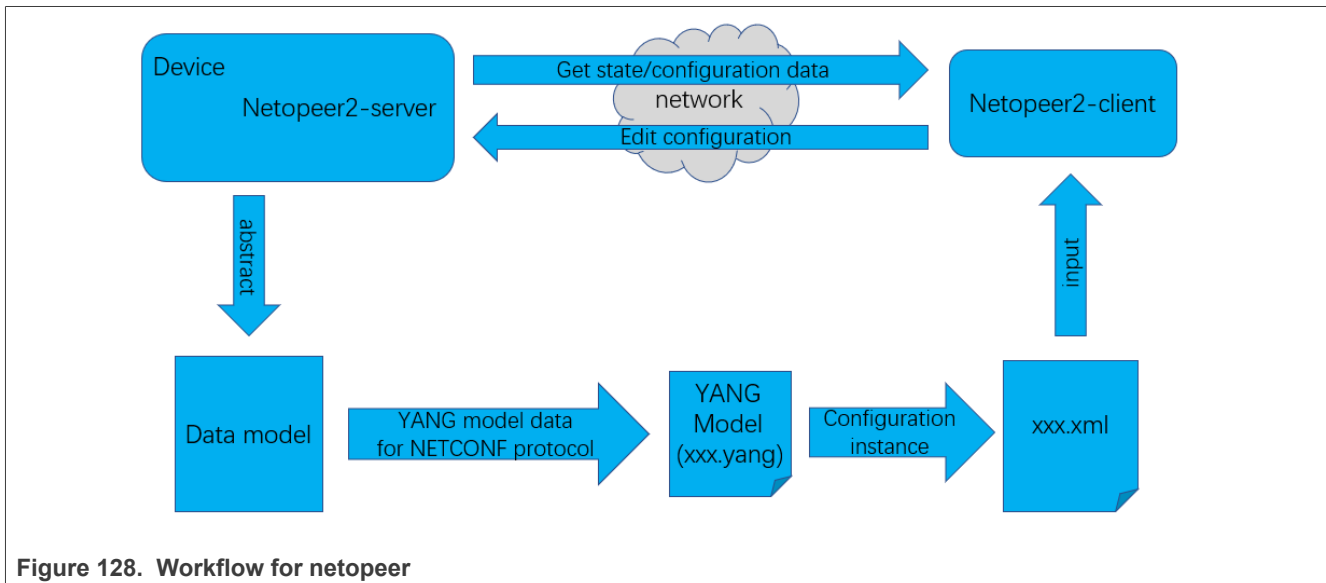 Device
Netopeer2-server
Get state/configuration data
network
Edit configuration
Netopeer2-client
abstract
input
Data model
YANG model data
for NETCONF protocol
YANG
Model
(xxx.yang)
Configuration
instance
xxx.xml
Figure 128. Workflow for netopeer